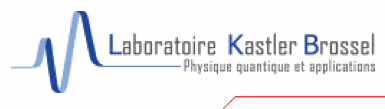 Laboratoire Kastler Brossel
Physique quantique et applications